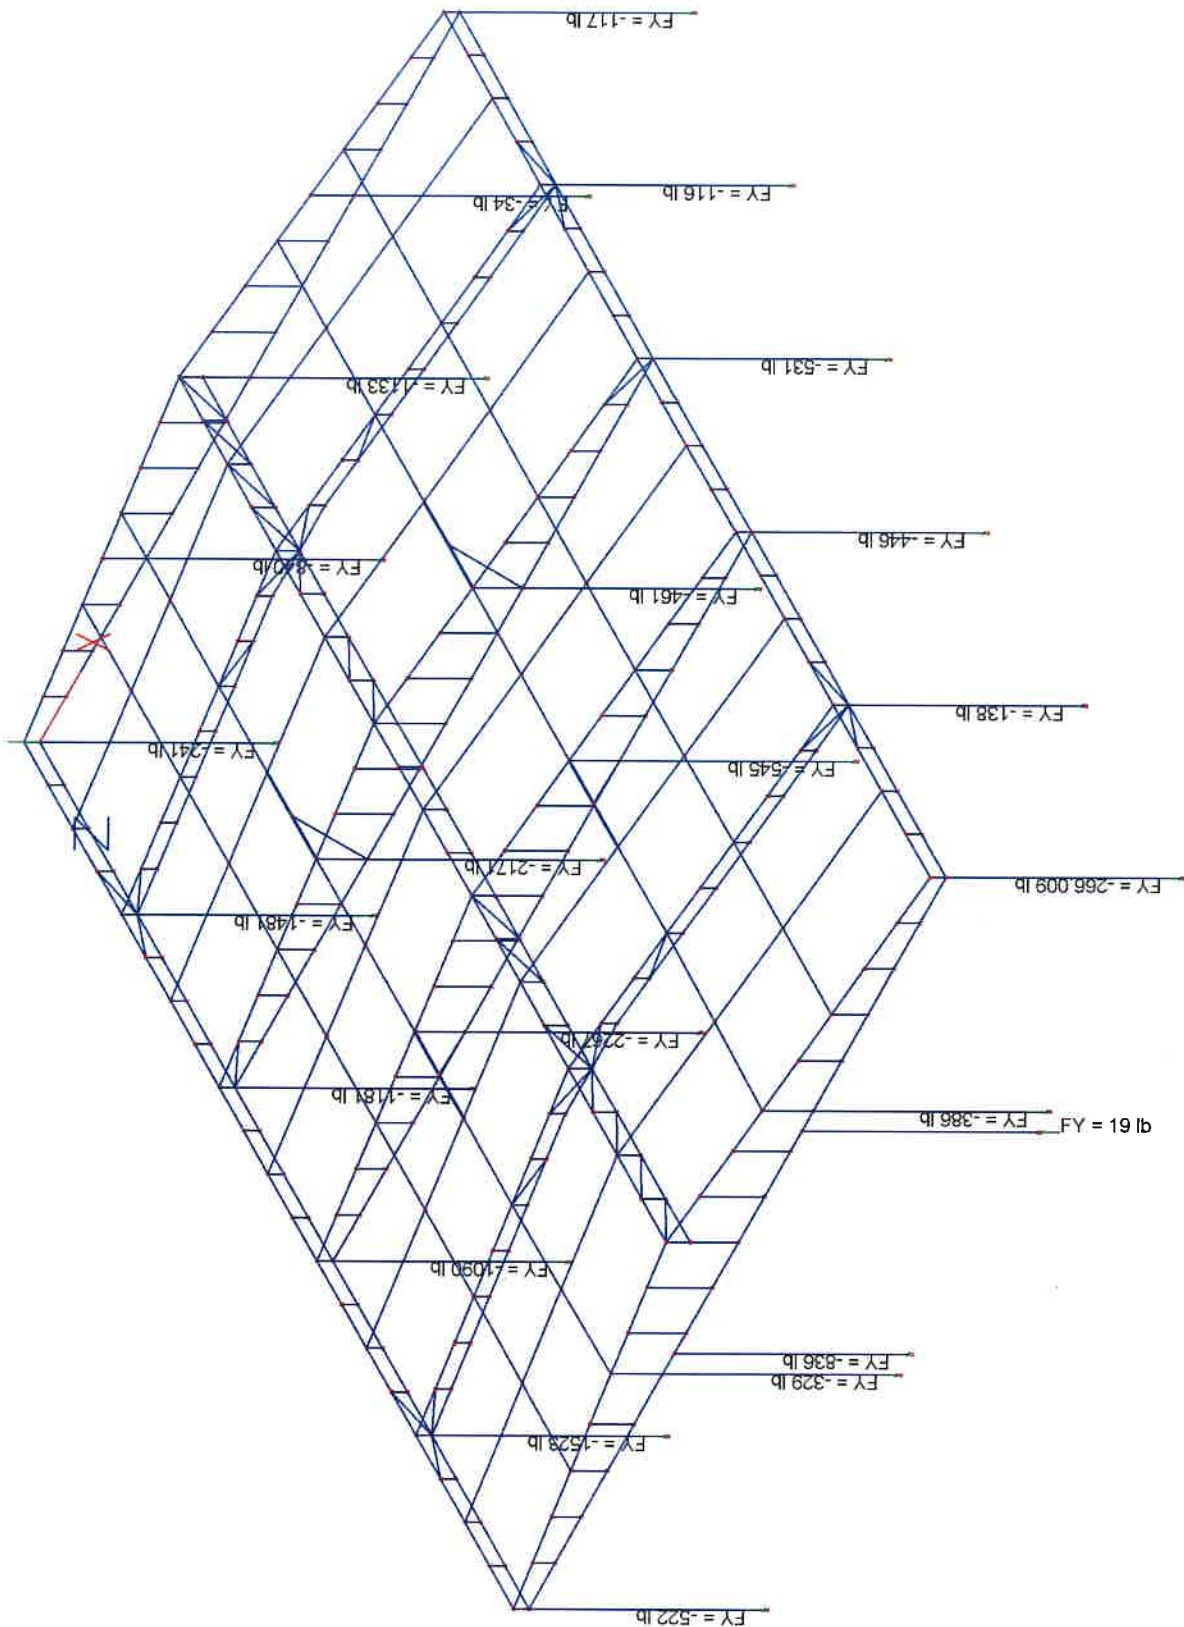 FY = -117 lb
FY = -116 lb
FY = -34 lb
FY = -531 lb
FY = -1133 lb
FY = -446 lb
FY = -461 lb
X
FY = -138 lb
FY = -241 lb
Z
FY = -545 lb
FY = -2171 lb
FY = -266.009 lb
FY = -1481 lb
FY = -2267 lb
FY = -1181 lb
FY = -386 lb
FY = 19 lb
FY = -1090 lb
FY = -836 lb
FY = -329 lb
FY = -1523 lb
FY = -522 lb